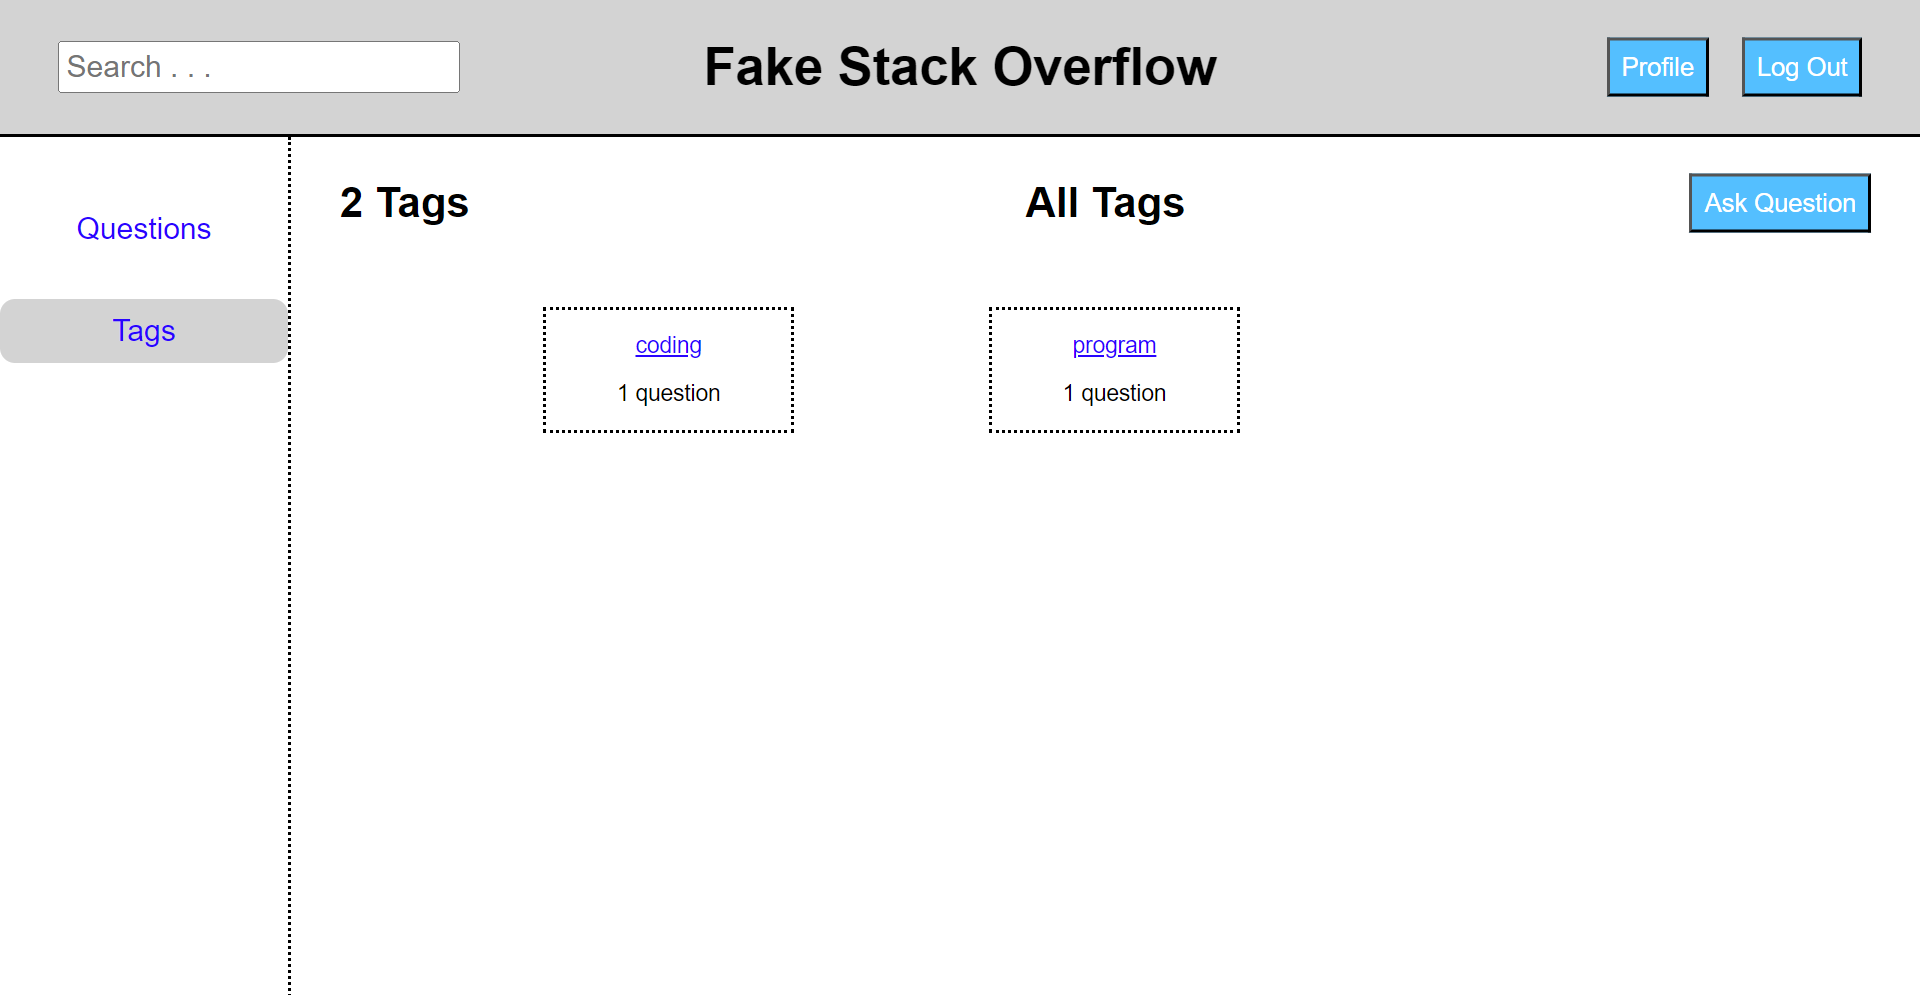 Search . . .
Fake Stack Overflow
Profile
Log Out
Questions
Tags
2 Tags
All Tags
Ask Question
coding
1 question
program
1 question